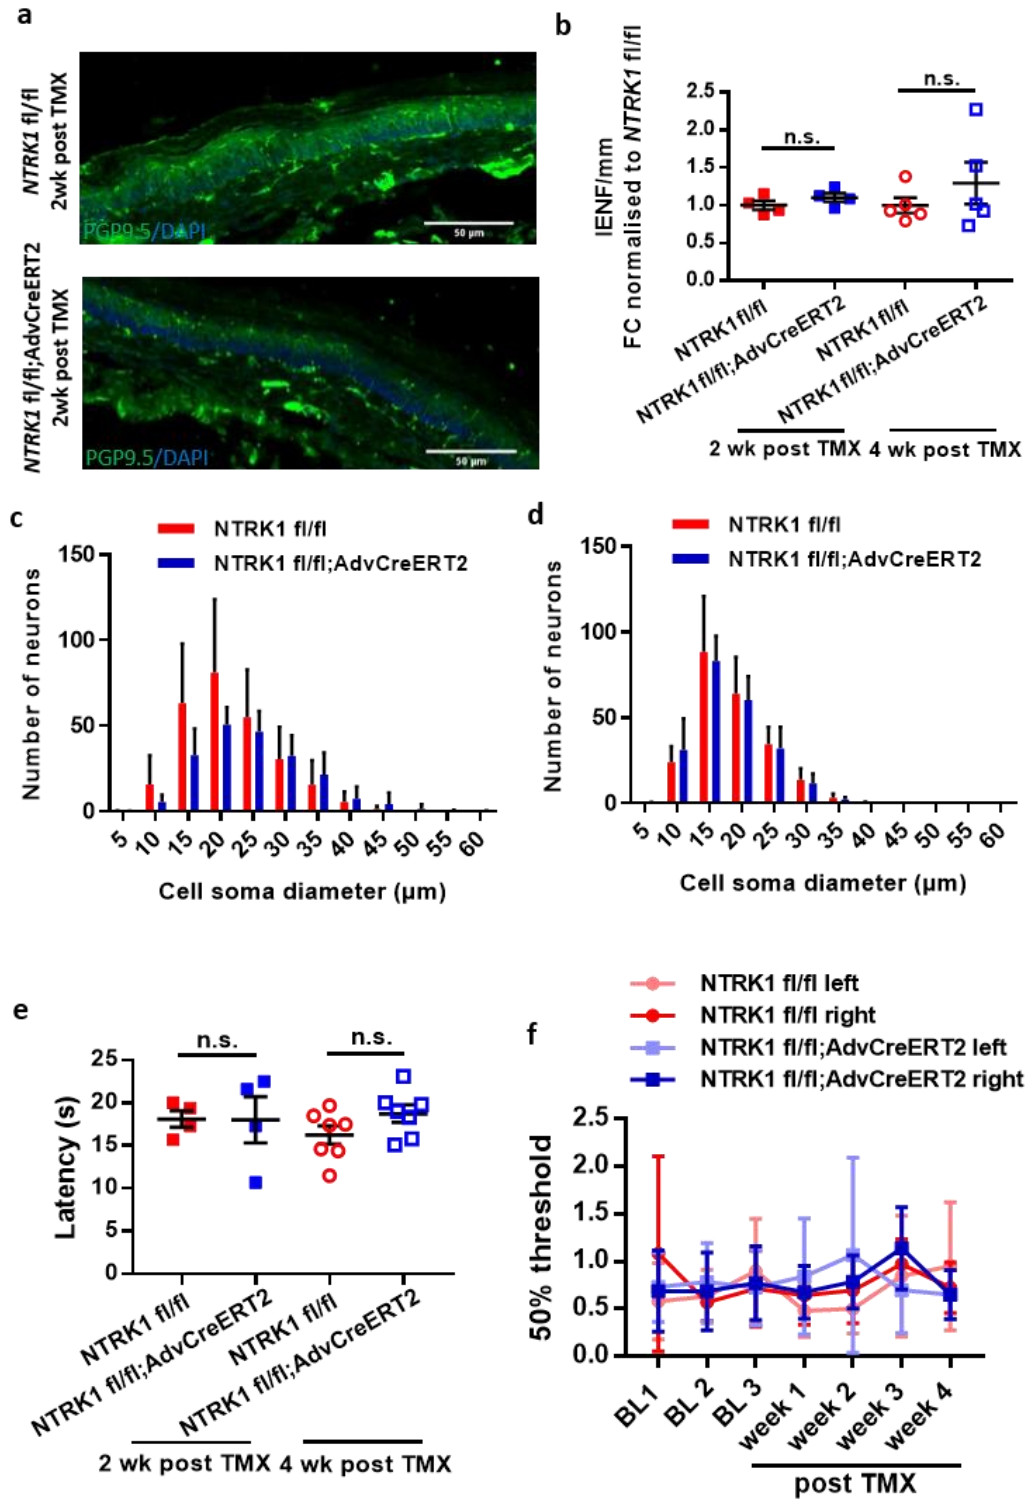 a
NTRK1 fl/fl
2wk post TMX
PGP9.5/DAPI
50 µm
NTRK1 fl/fl;AdvCreERT2
2wk post TMX
PGP9.5/DAPI
50 µm
b
IENF/mm
FC normalised to NTRK1 fl/fl
2.5
2.0
1.5
1.0
0.5
0.0
n.s.
n.s.
NTRK1fl/fl
NTRK1fl/fl;AdvCreERT2
NTRK1fl/fl
NTRK1fl/fl;AdvCreERT2
2 wk post TMX
4 wk post TMX
c
NTRK1 fl/fl
NTRK1 fl/fl;AdvCreERT2
Number of neurons
150
100
50
0
5 10 15 20 25 30 35 40 45 50 55 60
Cell soma diameter (µm)
d
NTRK1 fl/fl
NTRK1 fl/fl;AdvCreERT2
Number of neurons
150
100
50
0
5 10 15 20 25 30 35 40 45 50 55 60
Cell soma diameter (µm)
e
Latency (s)
25
20
15
10
5
0
n.s.
n.s.
NTRK1 fl/fl
NTRK1 fl/fl;AdvCreERT2
NTRK1 fl/fl
NTRK1 fl/fl;AdvCreERT2
2 wk post TMX
4 wk post TMX
f
NTRK1 fl/fl left
NTRK1 fl/fl right
NTRK1 fl/fl;AdvCreERT2 left
NTRK1 fl/fl;AdvCreERT2 right
50% threshold
2.5
2.0
1.5
1.0
0.5
0.0
BL 1
BL 2
BL 3
week 1
week 2
week 3
week 4
post TMX